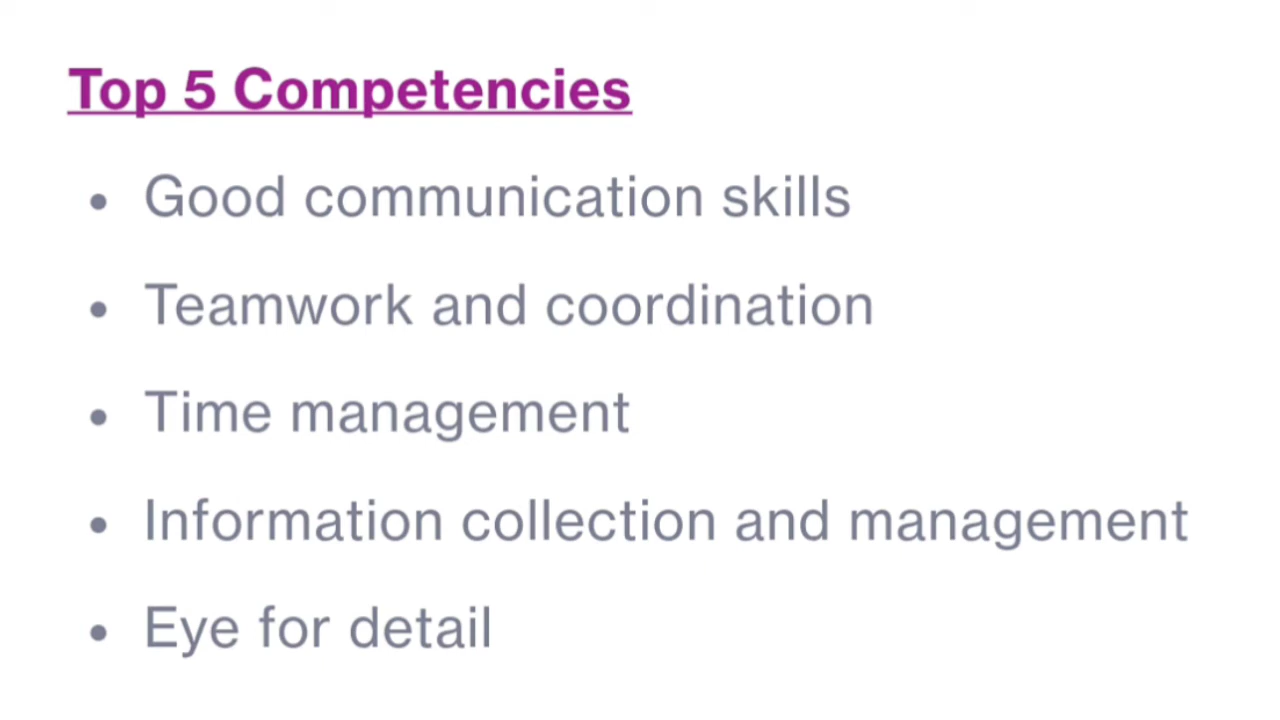 Top 5 Competencies
• Good communication skills
• Teamwork and coordination
• Time management
• Information collection and management
• Eye for detail